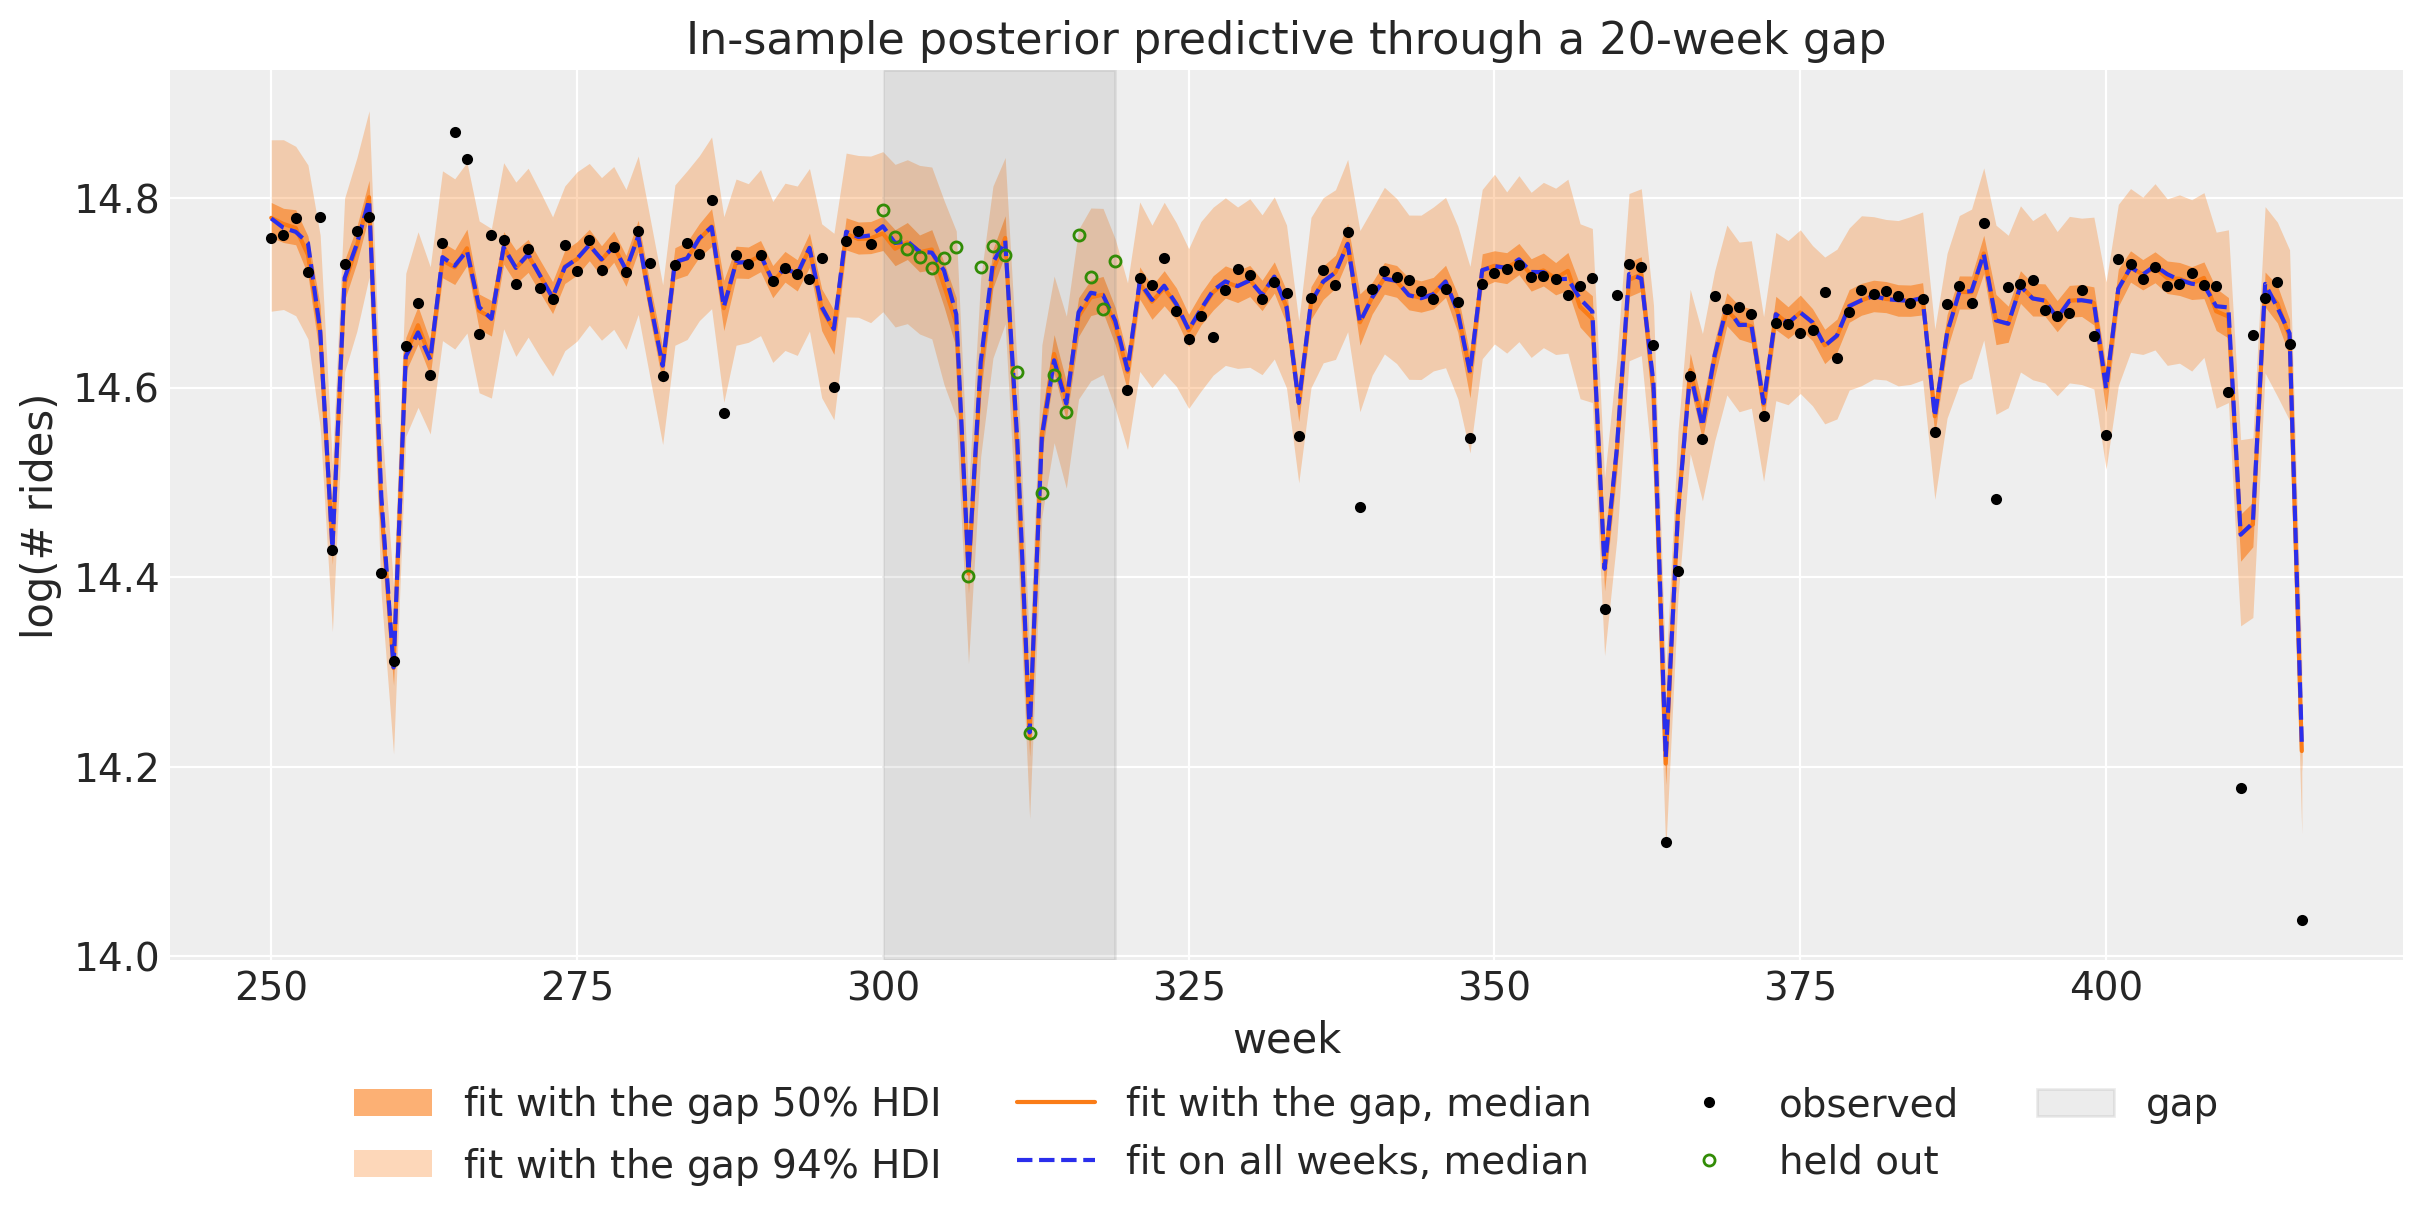 In-sample posterior predictive through a 20-week gap
log(# rides)
14.8
14.6
14.4
14.2
14.0
250 275 300 325 350 375 400
week
fit with the gap 50% HDI fit with the gap, median observed gap
fit with the gap 94% HDI fit on all weeks, median held out